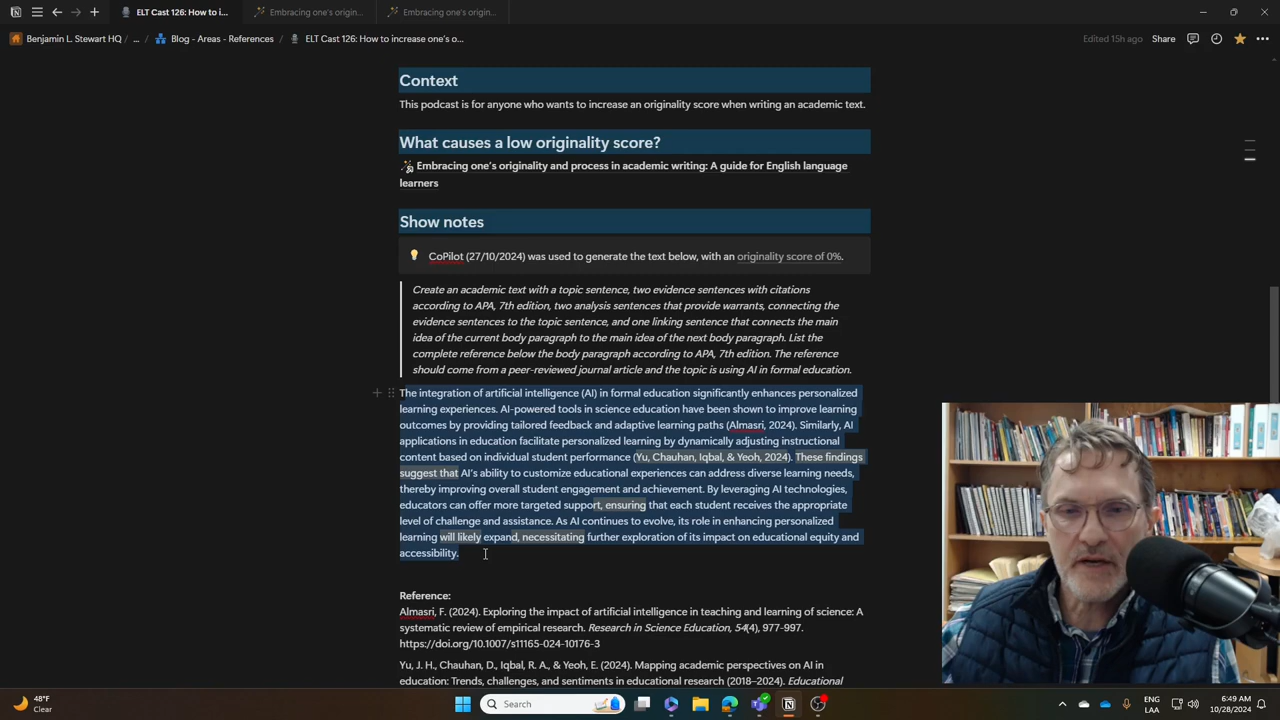 ELT Cast 126: How to i...
Embracing one's origin...
Embracing one's origin...
Benjamin L. Stewart HQ / ... / Blog - Areas - References / ELT Cast 126: How to increase one's o...
Edited 15h ago
Share
Context
This podcast is for anyone who wants to increase an originality score when writing an academic text.
What causes a low originality score?
Embracing one's originality and process in academic writing: A guide for English language
learners
Show notes
CoPilot (27/10/2024) was used to generate the text below, with an originality score of 0%.
Create an academic text with a topic sentence, two evidence sentences with citations
according to APA, 7th edition, two analysis sentences that provide warrants, connecting the
evidence sentences to the topic sentence, and one linking sentence that connects the main
idea of the current body paragraph to the main idea of the next body paragraph. List the
complete reference below the body paragraph according to APA, 7th edition. The reference
should come from a peer-reviewed journal article and the topic is using AI in formal education.
The integration of artificial intelligence (AI) in formal education significantly enhances personalized
learning experiences. AI-powered tools in science education have been shown to improve learning
outcomes by providing tailored feedback and adaptive learning paths (Almasri, 2024). Similarly, AI
applications in education facilitate personalized learning by dynamically adjusting instructional
content based on individual student performance (Yu, Chauhan, Iqbal, & Yeoh, 2024). These findings
suggest that AI's ability to customize educational experiences can address diverse learning needs,
thereby improving overall student engagement and achievement. By leveraging AI technologies,
educators can offer more targeted support, ensuring that each student receives the appropriate
level of challenge and assistance. As AI continues to evolve, its role in enhancing personalized
learning will likely expand, necessitating further exploration of its impact on educational equity and
accessibility.
Reference:
Almasri, F. (2024). Exploring the impact of artificial intelligence in teaching and learning of science: A
systematic review of empirical research. Research in Science Education, 54(4), 977-997.
https://doi.org/10.1007/s11165-024-10176-3
Yu, J. H., Chauhan, D., Iqbal, R. A., & Yeoh, E. (2024). Mapping academic perspectives on AI in
education: Trends, challenges, and sentiments in educational research (2018–2024). Educational
48°F
Clear
Search
ENG
LAA
6:49 AM
10/28/2024